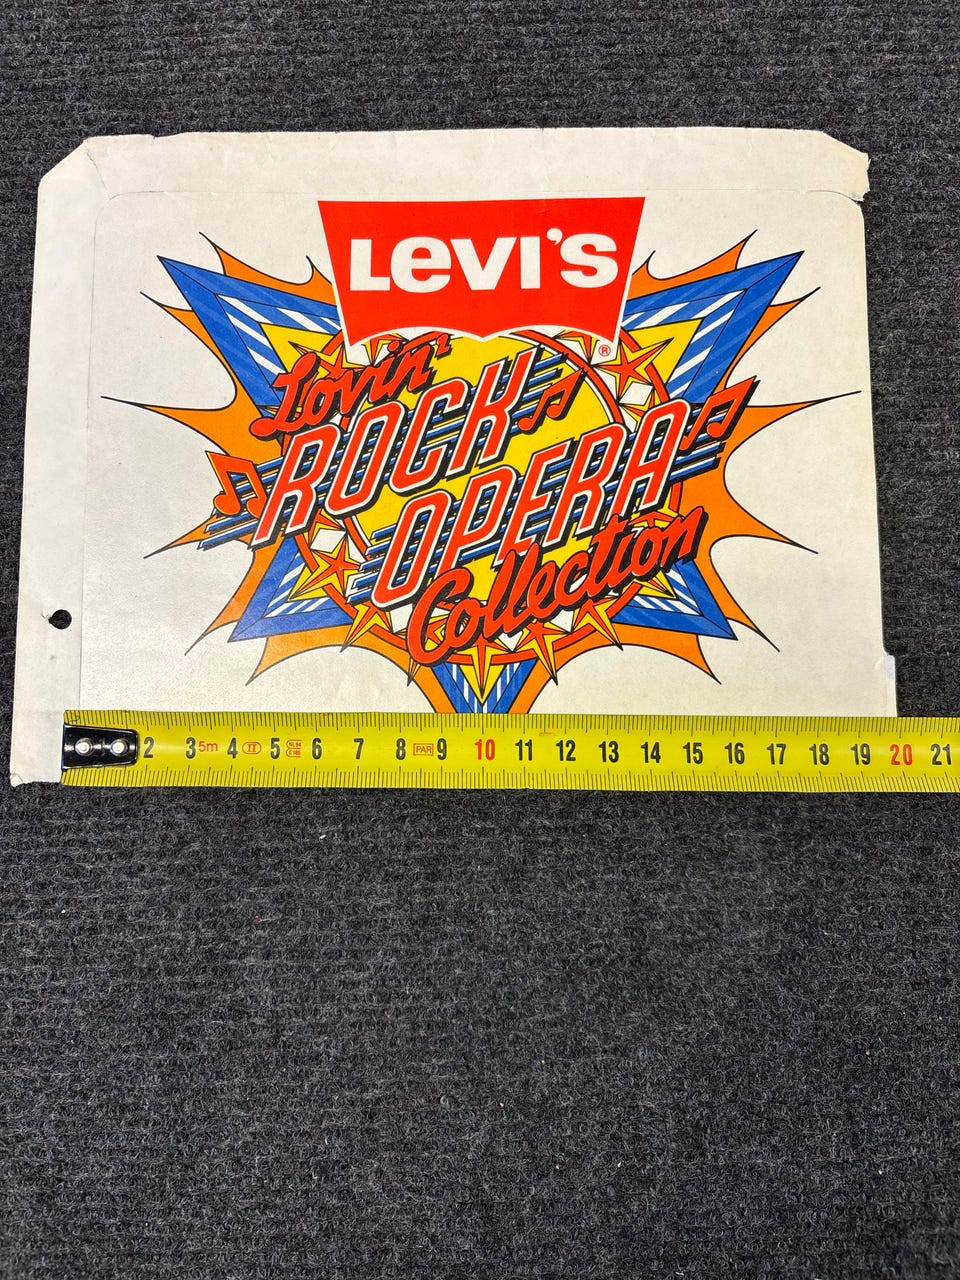 LEVI'S
®
Lovin'
ROCK
OPERA
Collection
2 3 5m 4 II 5 6 7 8 PAR 9 10 11 12 13 14 15 16 17 18 19 20 21